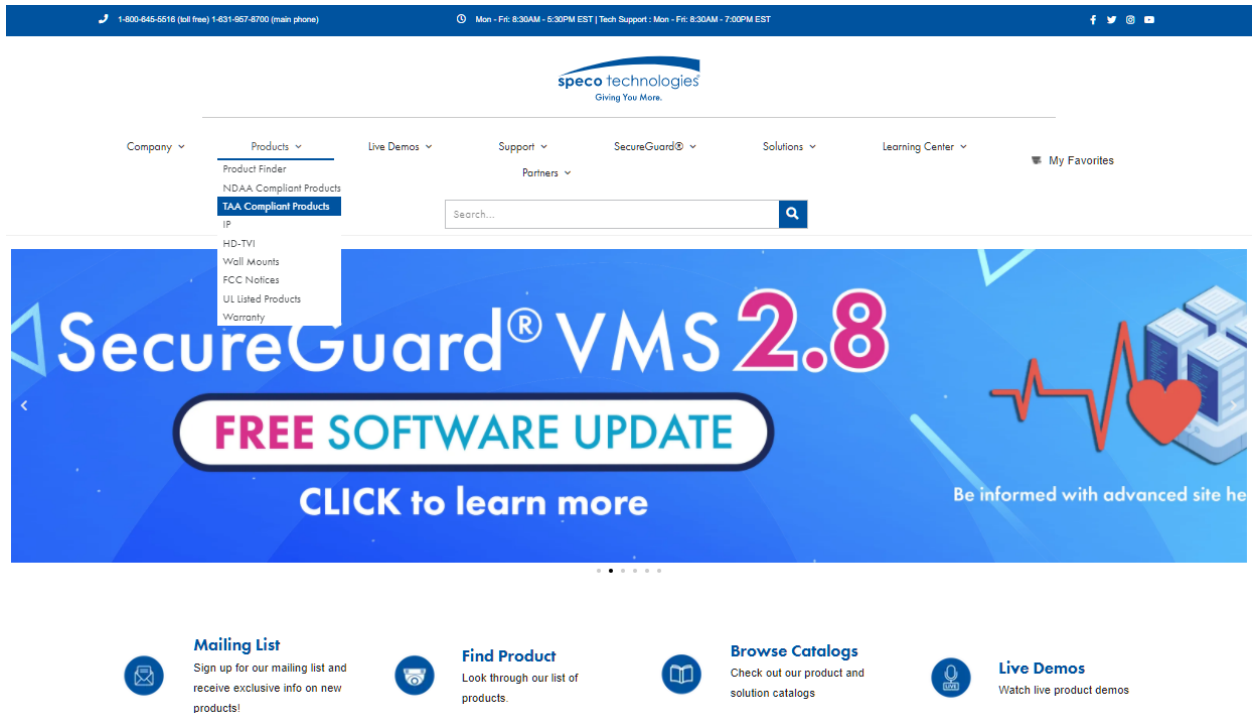 1-800-645-5516 (toll free) 1-631-957-8700 (main phone)
Mon - Fri: 8:30AM - 5:30PM EST | Tech Support : Mon - Fri: 8:30AM - 7:00PM EST
speco technologies®
Giving You More.
Company
Products
Live Demos
Support
SecureGuard®
Solutions
Learning Center
Partners
My Favorites
Product Finder
NDAA Compliant Products
TAA Compliant Products
IP
HD-TVI
Wall Mounts
FCC Notices
UL Listed Products
Warranty
Search...
SecureGuard® VMS 2.8
FREE SOFTWARE UPDATE
CLICK to learn more
Be informed with advanced site he
Mailing List
Sign up for our mailing list and
receive exclusive info on new
products!
Find Product
Look through our list of
products.
Browse Catalogs
Check out our product and
solution catalogs
LIVE
Live Demos
Watch live product demos